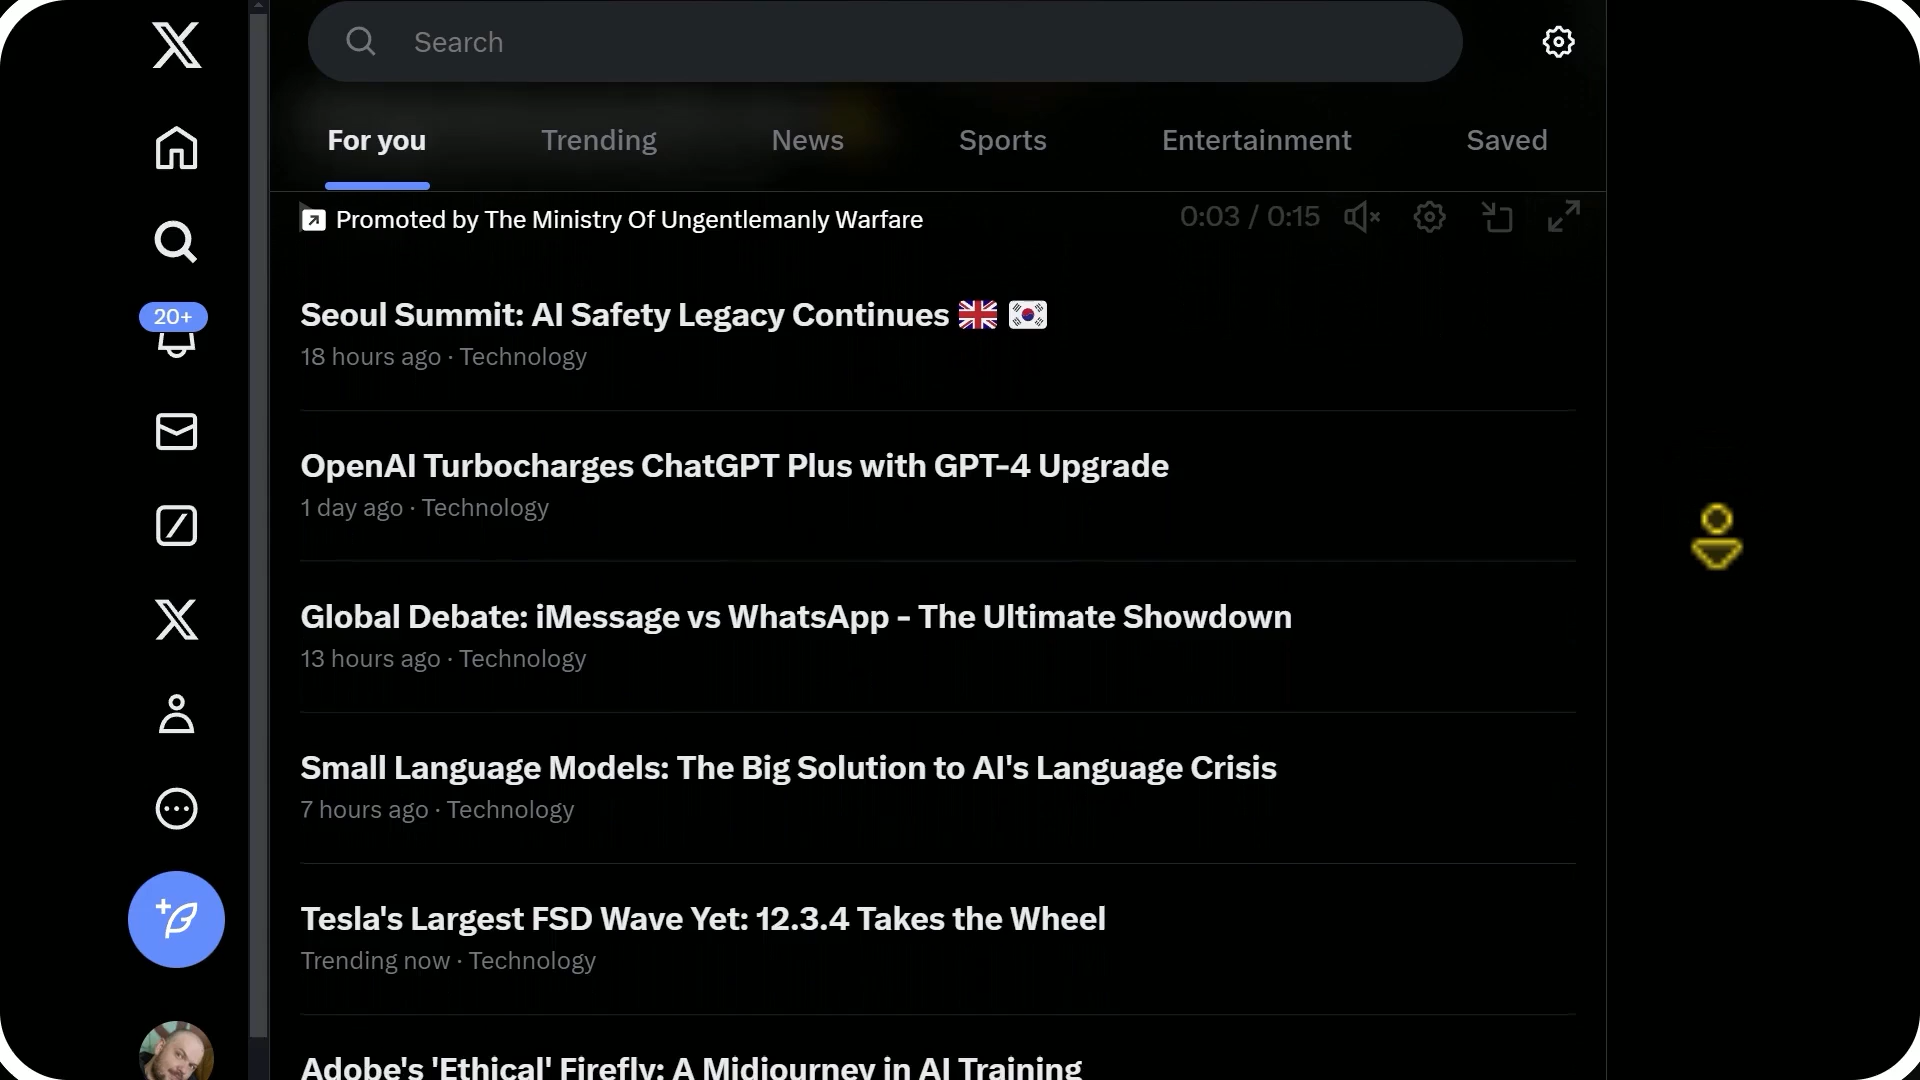 Search
For you Trending News Sports Entertainment Saved
Promoted by The Ministry Of Ungentlemanly Warfare 0:03 / 0:15
Seoul Summit: AI Safety Legacy Continues 🇬🇧 🇰🇷
18 hours ago · Technology
20+
OpenAI Turbocharges ChatGPT Plus with GPT-4 Upgrade
1 day ago · Technology
Global Debate: iMessage vs WhatsApp - The Ultimate Showdown
13 hours ago · Technology
Small Language Models: The Big Solution to AI's Language Crisis
7 hours ago · Technology
Tesla's Largest FSD Wave Yet: 12.3.4 Takes the Wheel
Trending now · Technology
Adobe's 'Ethical' Firefly: A Midjourney in AI Training